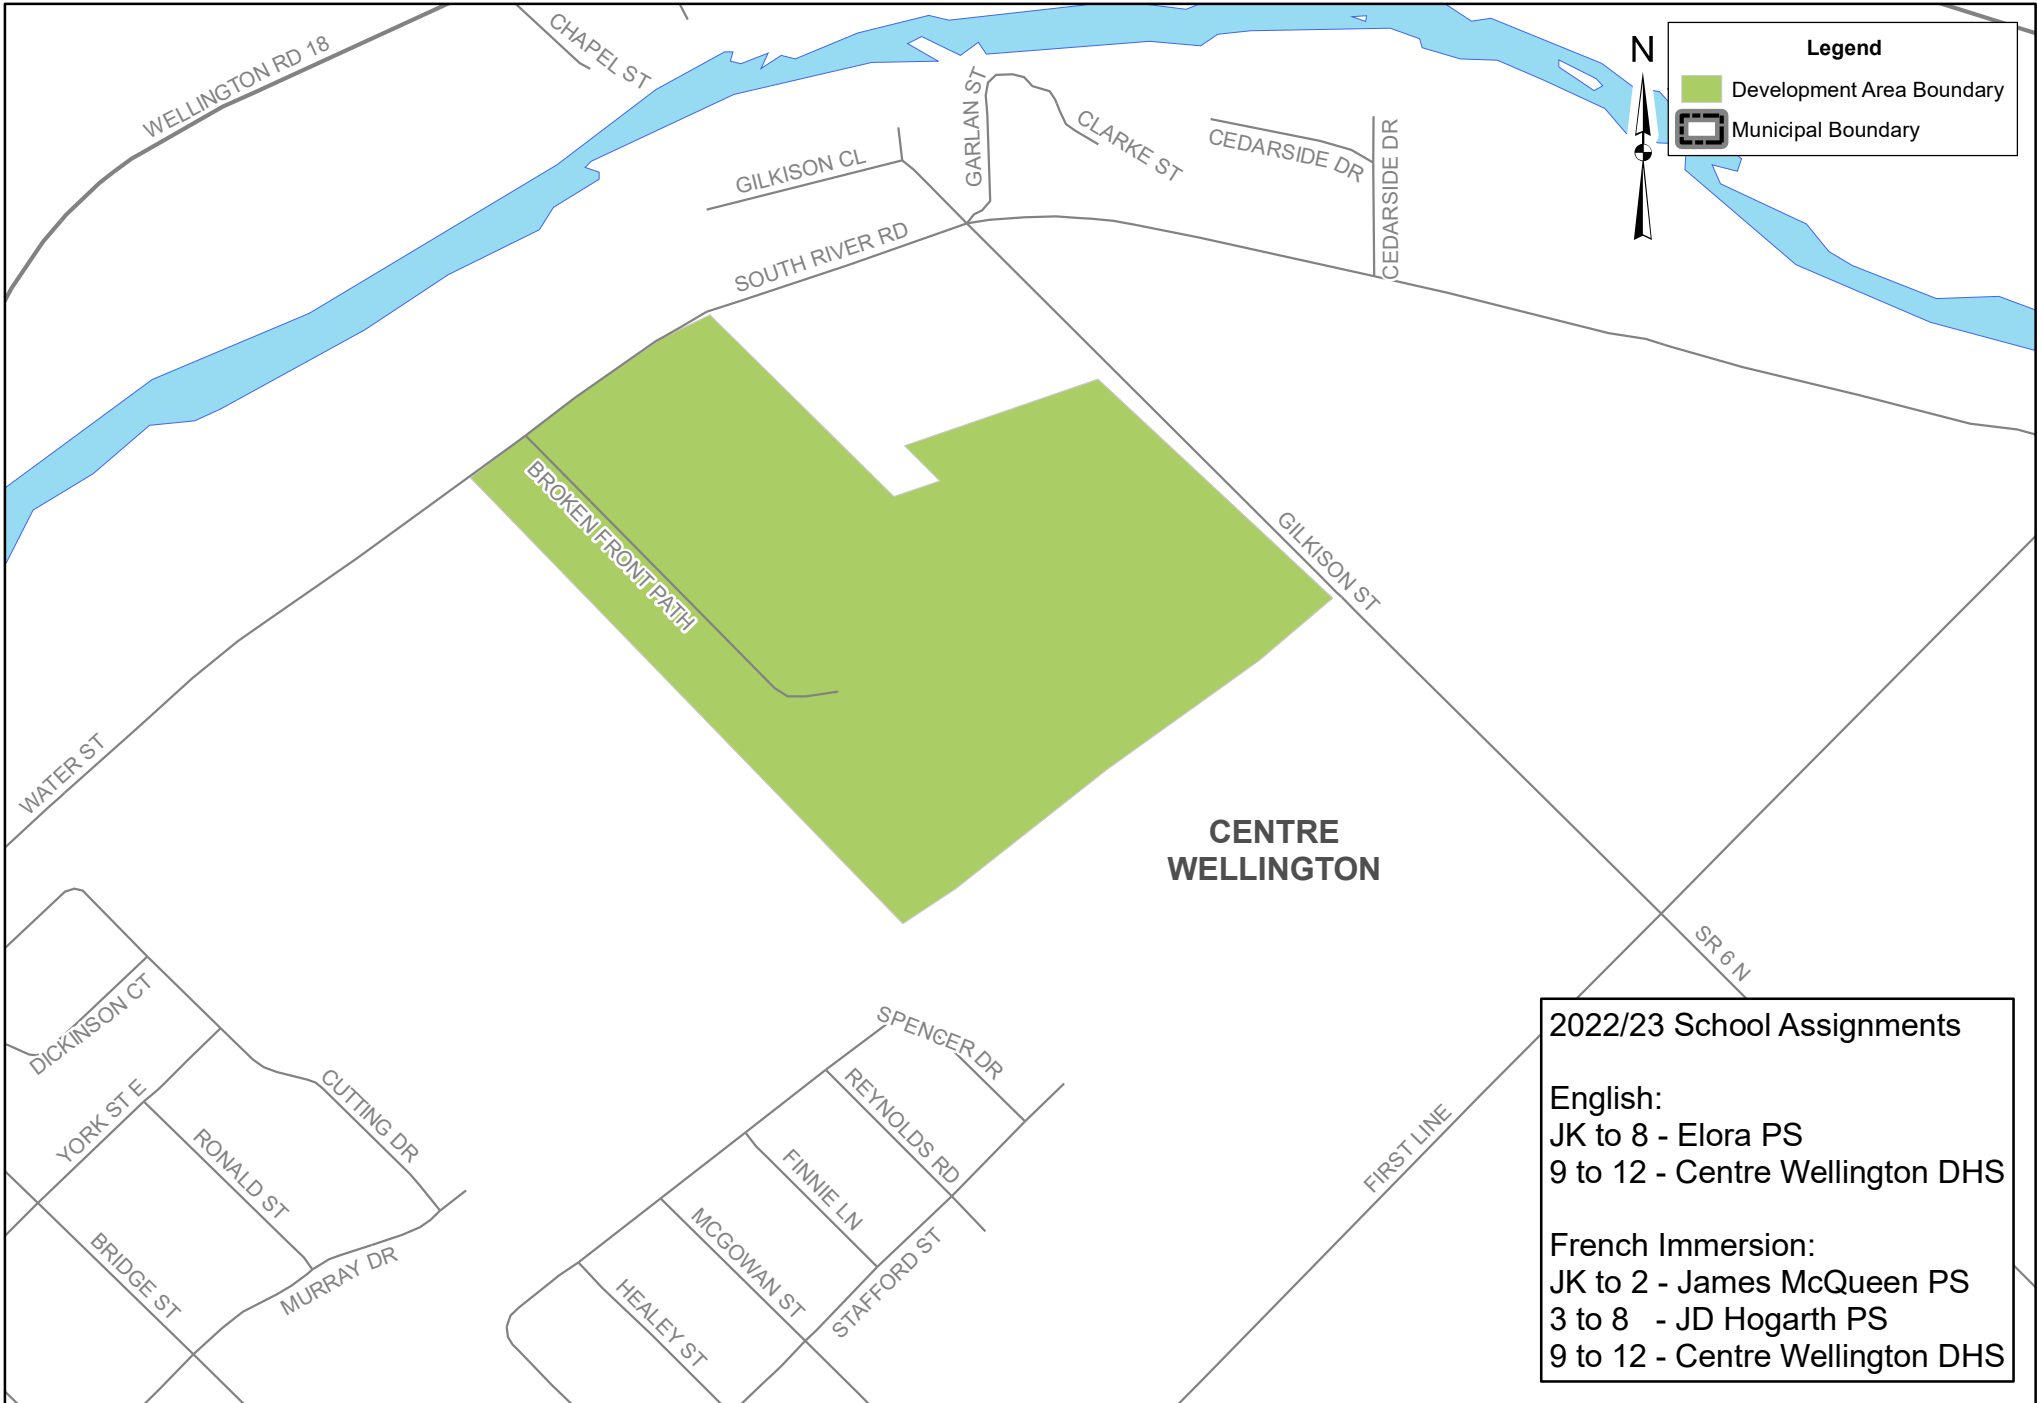 WELLINGTON RD 18
CHAPEL ST
GARLAN ST
CLARKE ST
CEDARSIDE DR
CEDARSIDE DR
GILKISON CL
SOUTH RIVER RD
N
Legend
Development Area Boundary
Municipal Boundary
BROKEN FRONT PATH
GILKISON ST
WATER ST
CENTRE
WELLINGTON
SR 6 N
DICKINSON CT
YORK ST E
CUTTING DR
RONALD ST
BRIDGE ST
MURRAY DR
SPENCER DR
REYNOLDS RD
FINNIE LN
MCGOWAN ST
HEALEY ST
STAFFORD ST
FIRST LINE
2022/23 School Assignments
English:
JK to 8 - Elora PS
9 to 12 - Centre Wellington DHS
French Immersion:
JK to 2 - James McQueen PS
3 to 8 - JD Hogarth PS
9 to 12 - Centre Wellington DHS